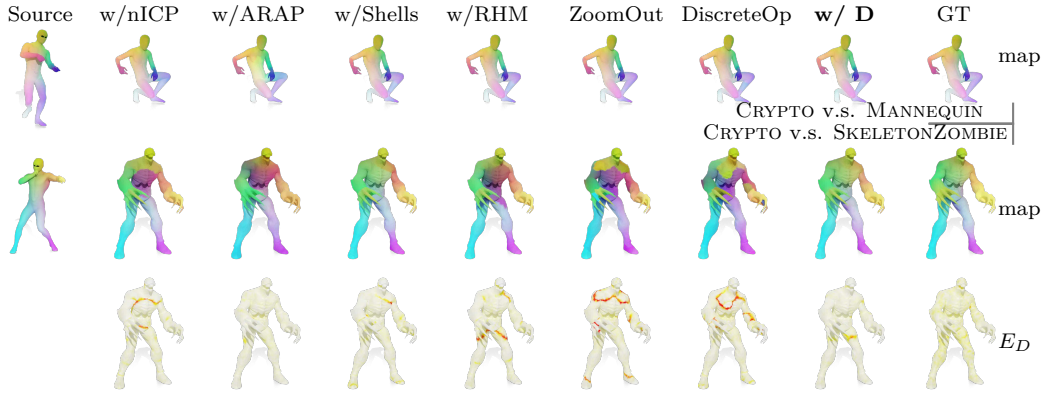 Source w/nICP w/ARAP w/Shells w/RHM ZoomOut DiscreteOp w/ D GT
map
CRYPTO v.s. MANNEQUIN
CRYPTO v.s. SKELETONZOMBIE
map
E_D